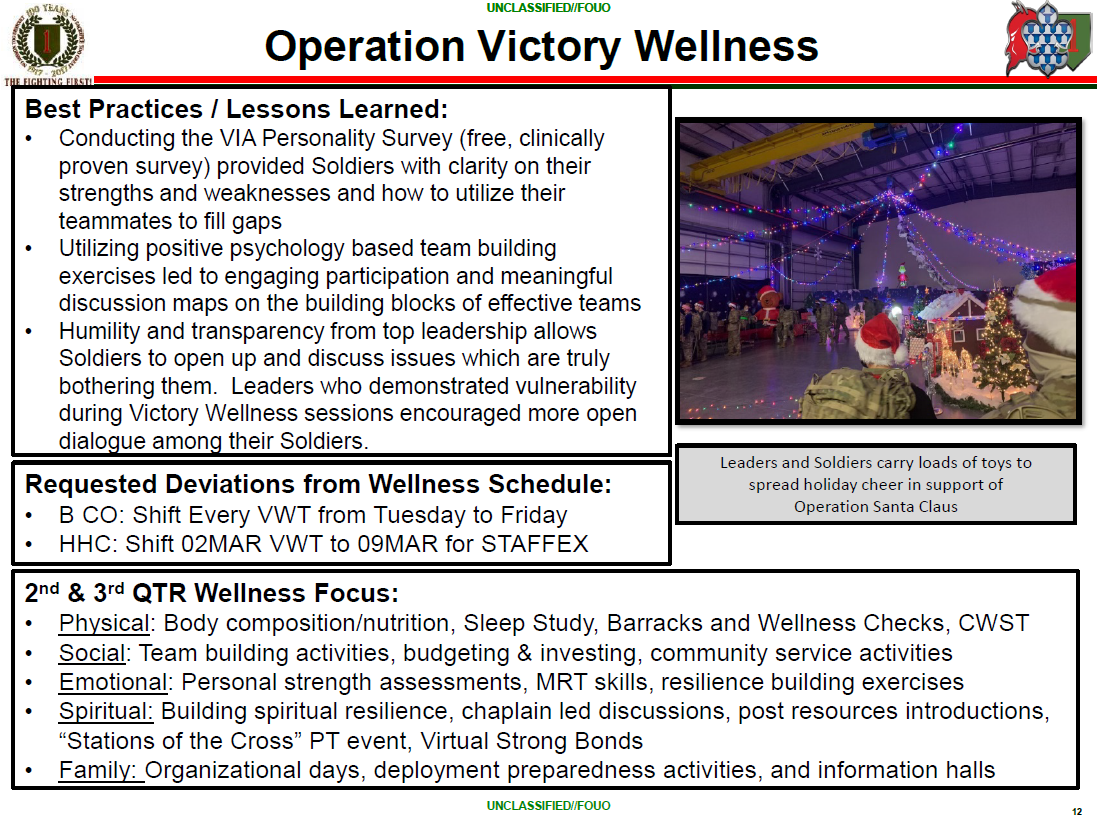 UNCLASSIFIED//FOUO
100 YEARS
1
1917 - 2017
THE FIGHTING FIRST!
Operation Victory Wellness
1
Best Practices / Lessons Learned:
• Conducting the VIA Personality Survey (free, clinically
proven survey) provided Soldiers with clarity on their
strengths and weaknesses and how to utilize their
teammates to fill gaps
• Utilizing positive psychology based team building
exercises led to engaging participation and meaningful
discussion maps on the building blocks of effective teams
• Humility and transparency from top leadership allows
Soldiers to open up and discuss issues which are truly
bothering them.  Leaders who demonstrated vulnerability
during Victory Wellness sessions encouraged more open
dialogue among their Soldiers.
Leaders and Soldiers carry loads of toys to
spread holiday cheer in support of
Operation Santa Claus
Requested Deviations from Wellness Schedule:
• B CO: Shift Every VWT from Tuesday to Friday
• HHC: Shift 02MAR VWT to 09MAR for STAFFEX
2nd & 3rd QTR Wellness Focus:
• Physical: Body composition/nutrition, Sleep Study, Barracks and Wellness Checks, CWST
• Social: Team building activities, budgeting & investing, community service activities
• Emotional: Personal strength assessments, MRT skills, resilience building exercises
• Spiritual: Building spiritual resilience, chaplain led discussions, post resources introductions,
“Stations of the Cross” PT event, Virtual Strong Bonds
• Family: Organizational days, deployment preparedness activities, and information halls
UNCLASSIFIED//FOUO
12